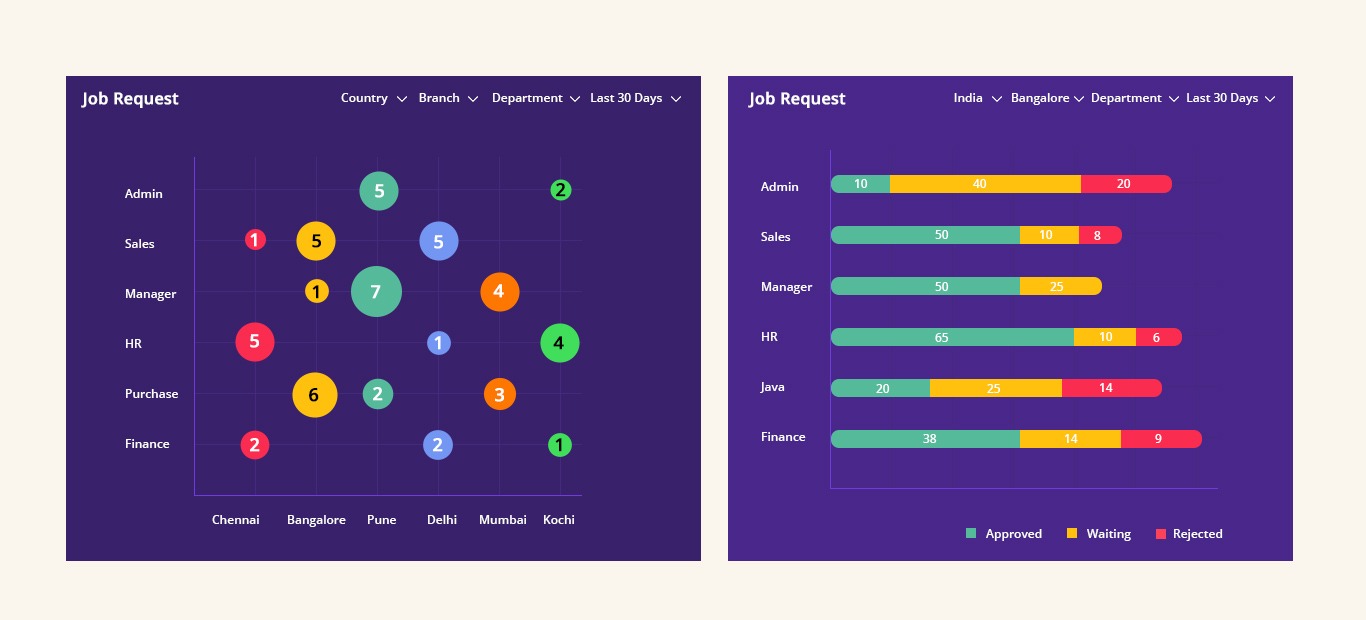 Job Request
Country Branch Department Last 30 Days
Admin 5 2
Sales 1 5 5
Manager 1 7 4
HR 5 1 4
Purchase 6 2 3
Finance 2 2 1
Chennai Bangalore Pune Delhi Mumbai Kochi
Job Request
India Bangalore Department Last 30 Days
Admin 10 40 20
Sales 50 10 8
Manager 50 25
HR 65 10 6
Java 20 25 14
Finance 38 14 9
Approved Waiting Rejected